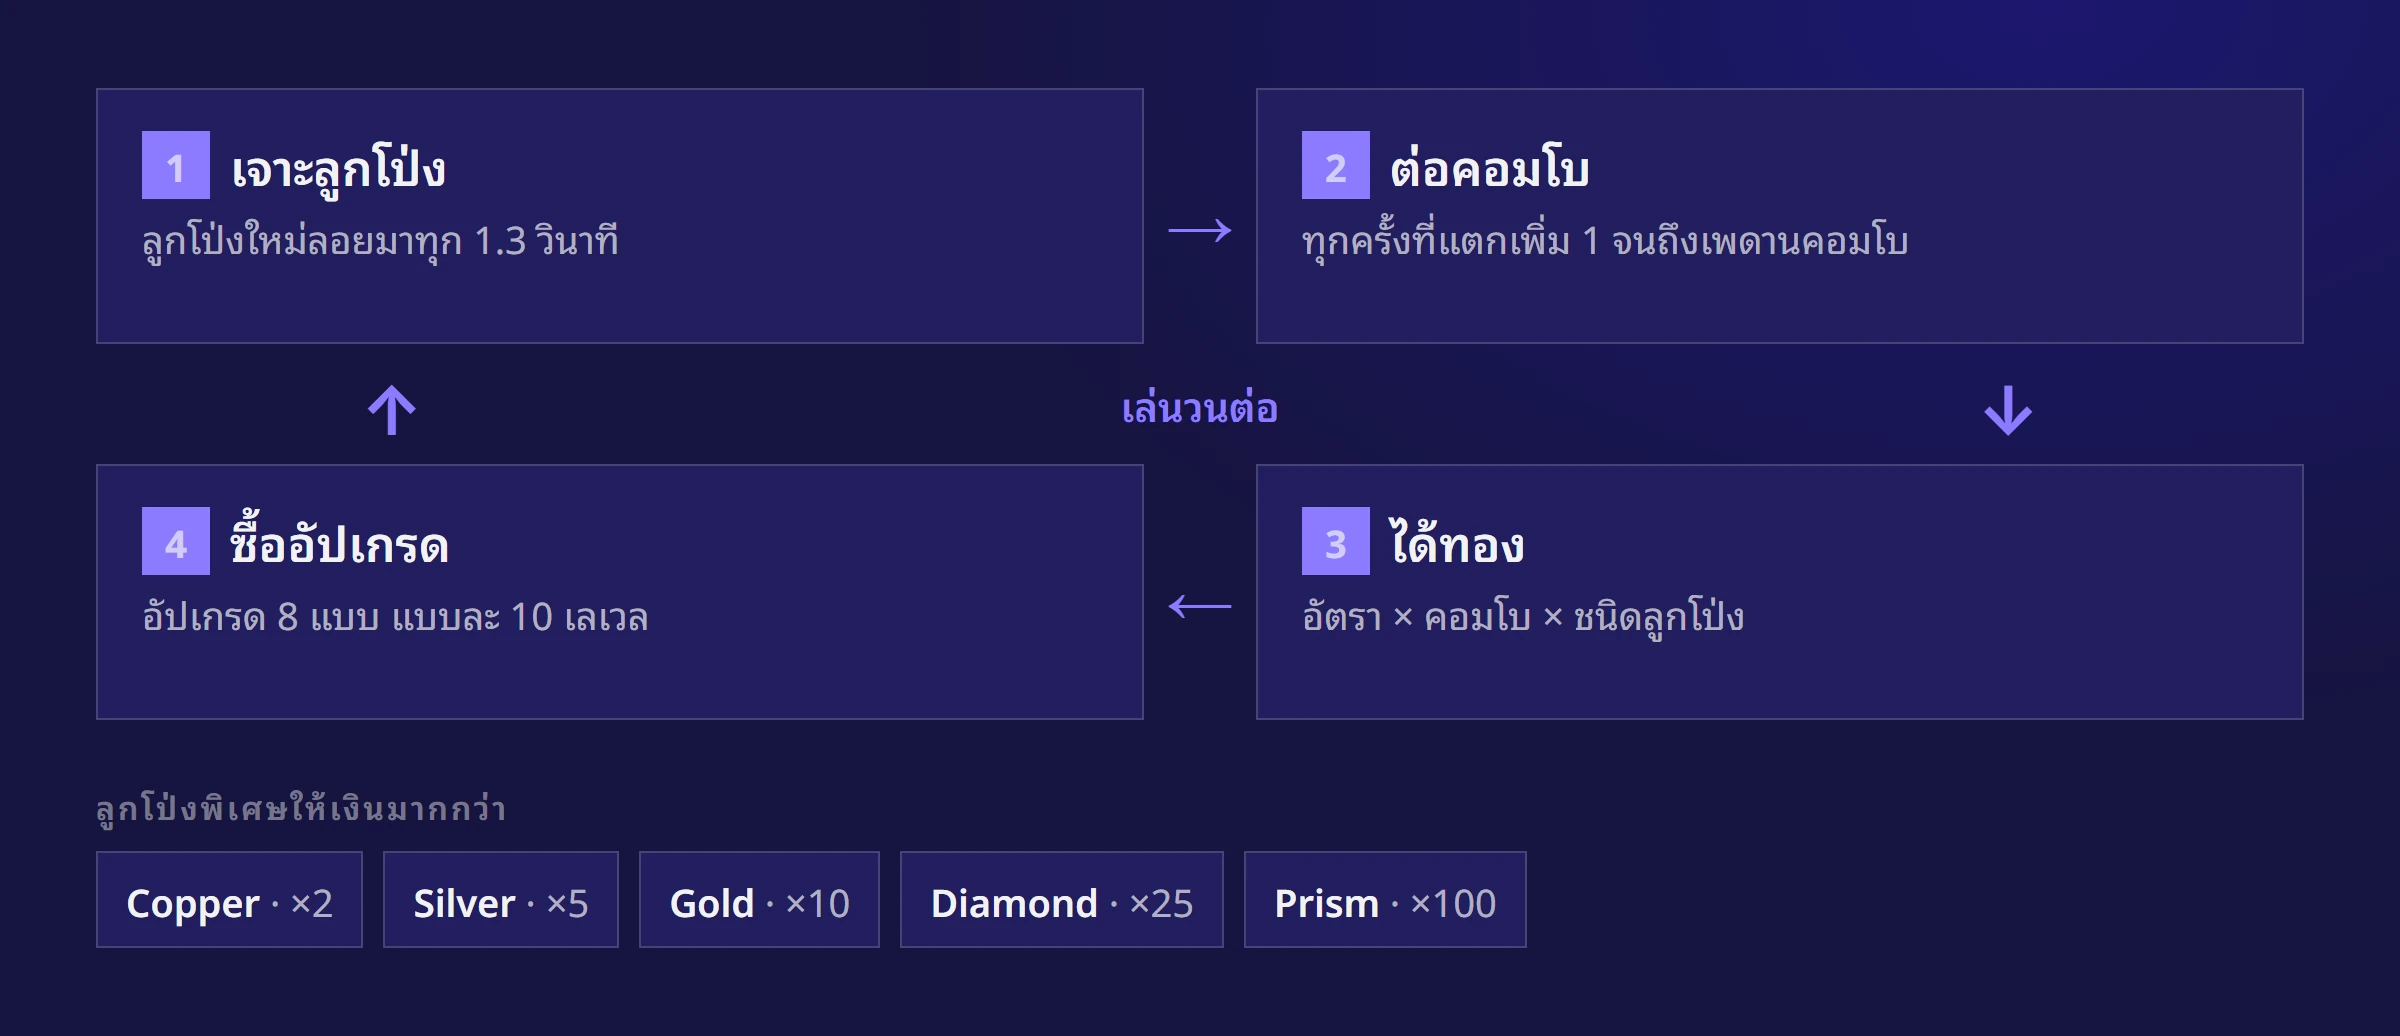 1 เจาะลูกโป่ง
ลูกโป่งใหม่ลอยมาทุก 1.3 วินาที
→
2 ต่อคอมโบ
ทุกครั้งที่แตกเพิ่ม 1 จนถึงเพดานคอมโบ
↑
เล่นวนต่อ
↓
4 ซื้ออัปเกรด
อัปเกรด 8 แบบ แบบละ 10 เลเวล
←
3 ได้ทอง
อัตรา × คอมโบ × ชนิดลูกโป่ง
ลูกโป่งพิเศษให้เงินมากกว่า
Copper · ×2
Silver · ×5
Gold · ×10
Diamond · ×25
Prism · ×100